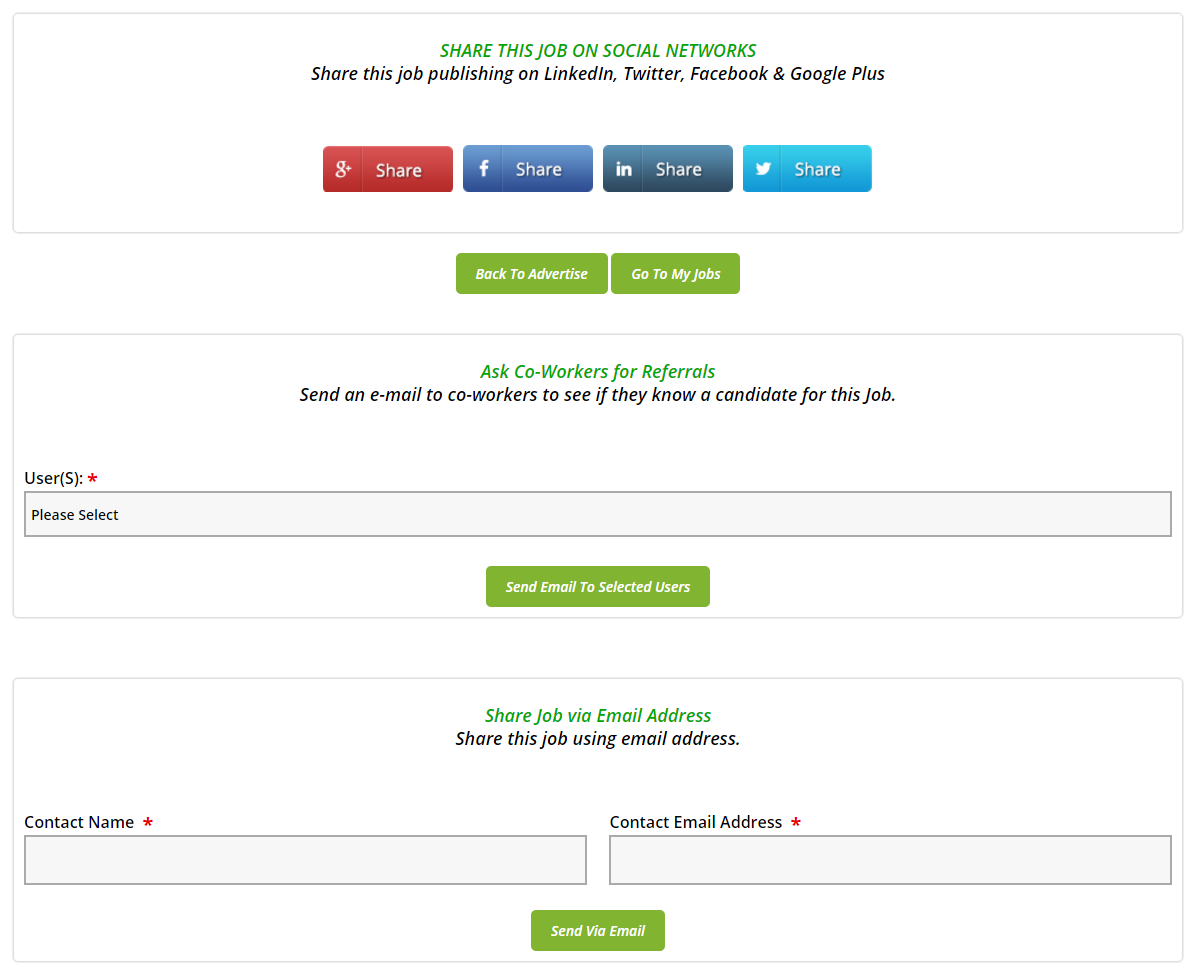 SHARE THIS JOB ON SOCIAL NETWORKS
Share this job publishing on LinkedIn, Twitter, Facebook & Google Plus
g+ Share f Share in Share Share
Back To Advertise Go To My Jobs
Ask Co-Workers for Referrals
Send an e-mail to co-workers to see if they know a candidate for this Job.
User(S): *
Please Select
Send Email To Selected Users
Share Job via Email Address
Share this job using email address.
Contact Name * Contact Email Address *
Send Via Email